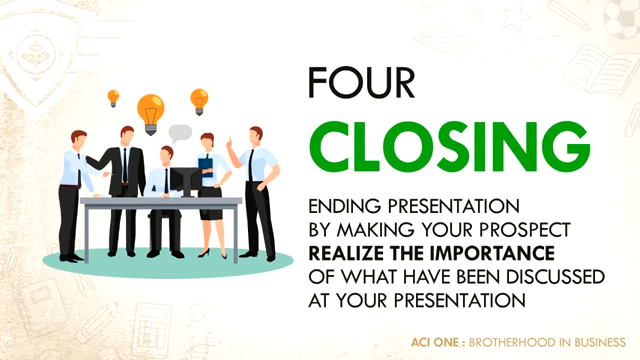 FOUR
CLOSING
ENDING PRESENTATION
BY MAKING YOUR PROSPECT
REALIZE THE IMPORTANCE
OF WHAT HAVE BEEN DISCUSSED
AT YOUR PRESENTATION
ACI ONE : BROTHERHOOD IN BUSINESS